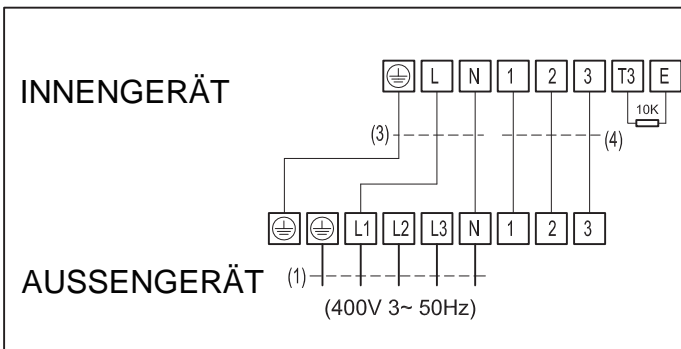 INNENGERÄT
L N 1 2 3 T3 E
10K
(3) (4)
L1 L2 L3 N 1 2 3
AUSSENGERÄT
(1)
(400V 3~ 50Hz)